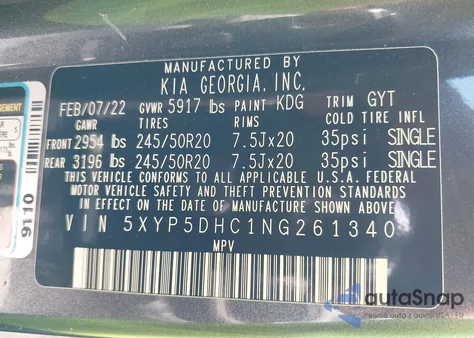 MANUFACTURED BY
KIA GEORGIA, INC.
FEB/07/22 GVWR 5917 lbs PAINT KDG TRIM GYT
GAWR TIRES RIMS COLD TIRE INFL
FRONT 2954 lbs 245/50R20 7.5Jx20 35psi SINGLE
REAR 3196 lbs 245/50R20 7.5Jx20 35psi SINGLE
THIS VEHICLE CONFORMS TO ALL APPLICABLE U.S.A. FEDERAL
MOTOR VEHICLE SAFETY AND THEFT PREVENTION STANDARDS
IN EFFECT ON THE DATE OF MANUFACTURE SHOWN ABOVE
VIN 5XYP5DHC1NG261340
MPV
9110
autoSnap